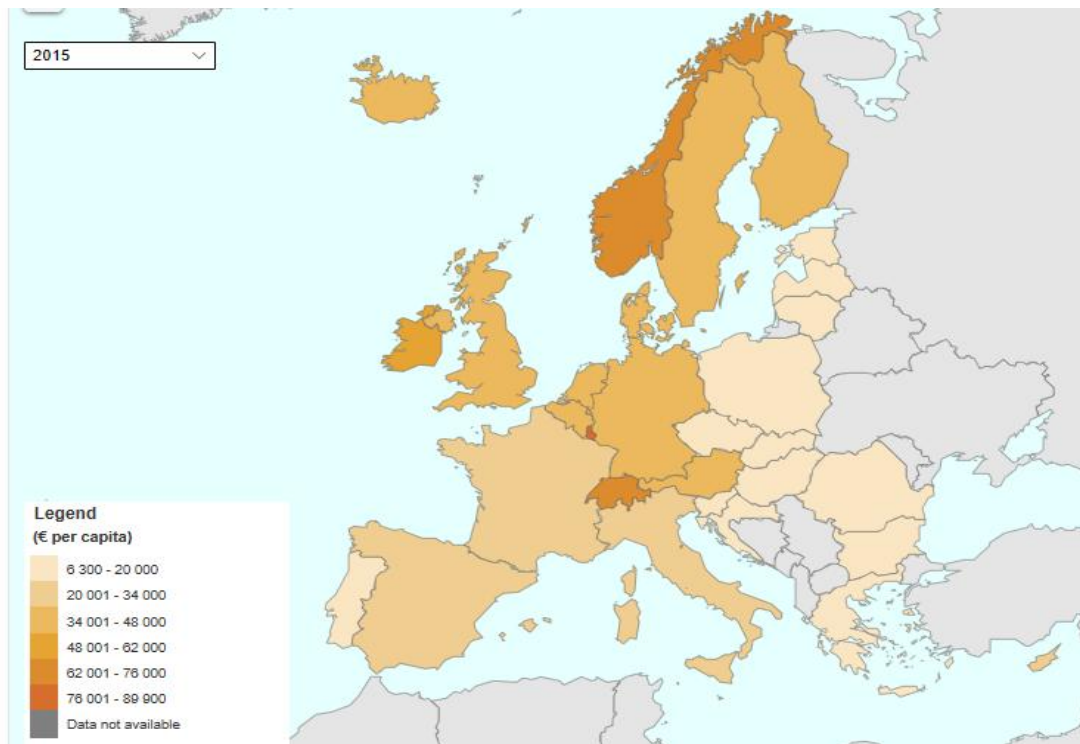 2015
Legend
(€ per capita)
6 300 - 20 000
20 001 - 34 000
34 001 - 48 000
48 001 - 62 000
62 001 - 76 000
76 001 - 89 900
Data not available